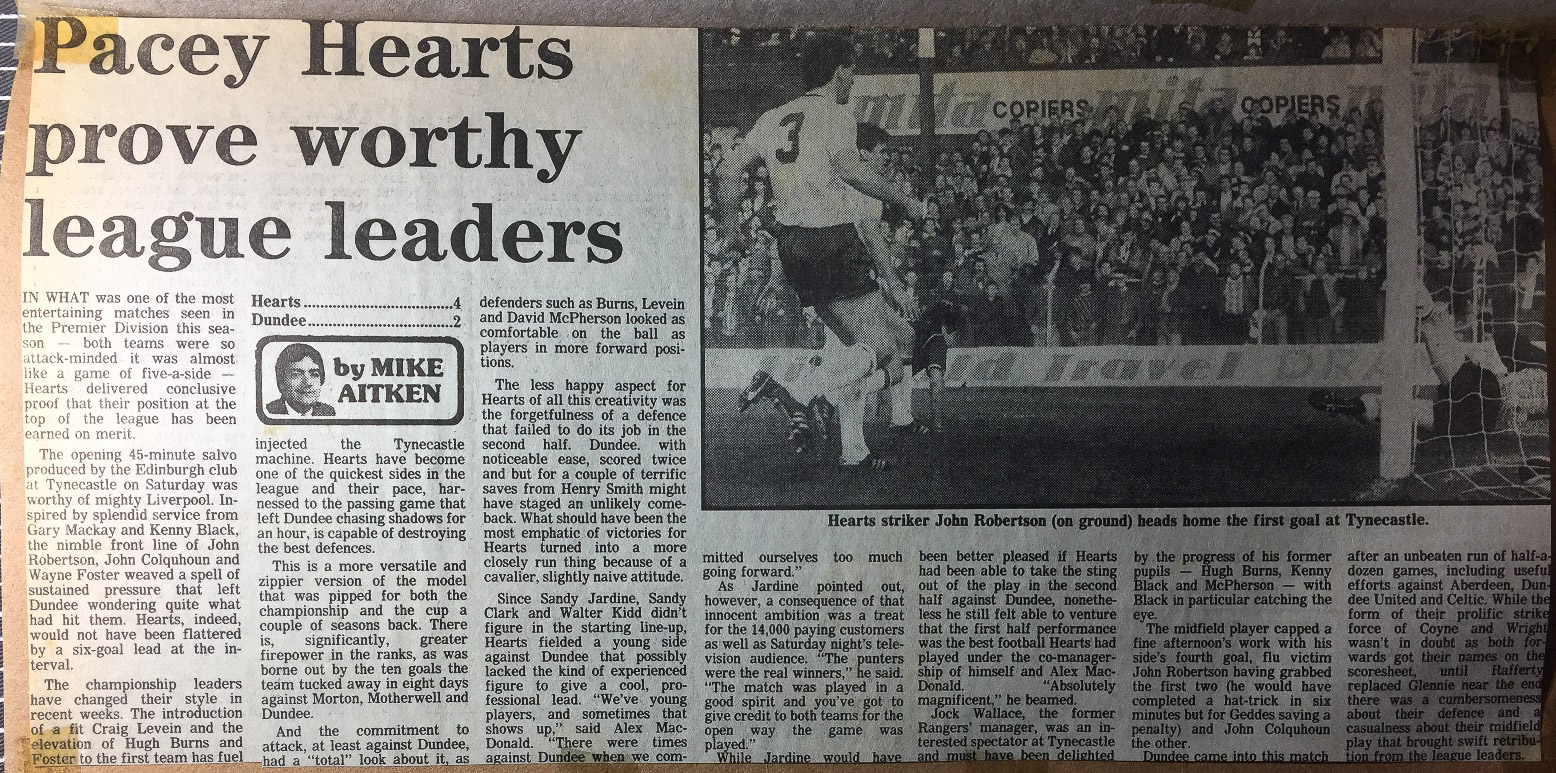 Pacey Hearts
prove worthy
league leaders
IN WHAT was one of the most
entertaining matches seen in
the Premier Division this sea-
son — both teams were so
attack-minded it was almost
like a game of five-a-side —
Hearts delivered conclusive
proof that their position at the
top of the league has been
earned on merit.
The opening 45-minute salvo
produced by the Edinburgh club
at Tynecastle on Saturday was
worthy of mighty Liverpool. In-
spired by splendid service from
Gary Mackay and Kenny Black,
the nimble front line of John
Robertson, John Colquhoun and
Wayne Foster weaved a spell of
sustained pressure that left
Dundee wondering quite what
had hit them. Hearts, indeed,
would not have been flattered
by a six-goal lead at the in-
terval.
The championship leaders
have changed their style in
recent weeks. The introduction
of a fit Craig Levein and the
elevation of Hugh Burns and
Foster to the first team has fuel
Hearts..............................4
Dundee..............................2
by MIKE
AITKEN
injected the Tynecastle
machine. Hearts have become
one of the quickest sides in the
league and their pace, har-
nessed to the passing game that
left Dundee chasing shadows for
an hour, is capable of destroying
the best defences.
This is a more versatile and
zippier version of the model
that was pipped for both the
championship and the cup a
couple of seasons back. There
is, significantly, greater
firepower in the ranks, as was
borne out by the ten goals the
team tucked away in eight days
against Morton, Motherwell and
Dundee.
And the commitment to
attack, at least against Dundee,
had a "total" look about it, as
defenders such as Burns, Levein
and David McPherson looked as
comfortable on the ball as
players in more forward posi-
tions.
The less happy aspect for
Hearts of all this creativity was
the forgetfulness of a defence
that failed to do its job in the
second half. Dundee. with
noticeable ease, scored twice
and but for a couple of terrific
saves from Henry Smith might
have staged an unlikely come-
back. What should have been the
most emphatic of victories for
Hearts turned into a more
closely run thing because of a
cavalier, slightly naive attitude.
Since Sandy Jardine, Sandy
Clark and Walter Kidd didn't
figure in the starting line-up,
Hearts fielded a young side
against Dundee that possibly
lacked the kind of experienced
figure to give a cool, pro-
fessional lead. "We've young
players, and sometimes that
shows up," said Alex Mac-
Donald. "There were times
against Dundee when we com-
3
mita COPIERS mita COPIERS
Travel
Hearts striker John Robertson (on ground) heads home the first goal at Tynecastle.
mitted ourselves too much
going forward."
As Jardine pointed out,
however, a consequence of that
innocent ambition was a treat
for the 14,000 paying customers
as well as Saturday night's tele-
vision audience. "The punters
were the real winners," he said.
"The match was played in a
good spirit and you've got to
give credit to both teams for the
open way the game was
played."
While Jardine would have
been better pleased if Hearts
had been able to take the sting
out of the play in the second
half against Dundee, nonethe-
less he still felt able to venture
that the first half performance
was the best football Hearts had
played under the co-manager-
ship of himself and Alex Mac-
Donald. "Absolutely
magnificent," he beamed.
Jock Wallace, the former
Rangers' manager, was an in-
terested spectator at Tynecastle
and must have been delighted
by the progress of his former
pupils — Hugh Burns, Kenny
Black and McPherson — with
Black in particular catching the
eye.
The midfield player capped a
fine afternoon's work with his
side's fourth goal, flu victim
John Robertson having grabbed
the first two (he would have
completed a hat-trick in six
minutes but for Geddes saving a
penalty) and John Colquhoun
the other.
Dundee came into this match
after an unbeaten run of half-a-
dozen games, including useful
efforts against Aberdeen, Dun-
dee United and Celtic. While the
form of their prolific strike
force of Coyne and Wright
wasn't in doubt as both for-
wards got their names on the
scoresheet, until Rafferty
replaced Glennie near the end
there was a cumbersomeness
about their defence and a
casualness about their midfield
play that brought swift retribu-
tion from the league leaders.